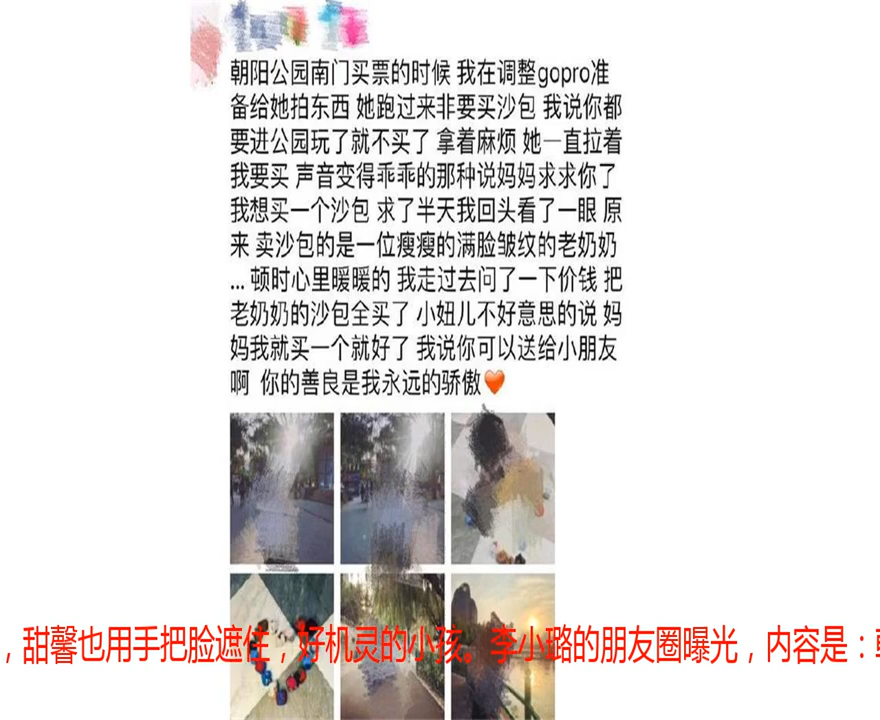 朝阳公园南门买票的时候 我在调整gopro准
备给她拍东西 她跑过来非要买沙包 我说你都
要进公园玩了就不买了 拿着麻烦 她一直拉着
我要买 声音变得乖乖的那种说妈妈求求你了
我想买一个沙包 求了半天我回头看了一眼 原
来 卖沙包的是一位瘦瘦的满脸皱纹的老奶奶
... 顿时心里暖暖的 我走过去问了一下价钱 把
老奶奶的沙包全买了 小妞儿不好意思的说 妈
妈我就买一个就好了 我说你可以送给小朋友
啊 你的善良是我永远的骄傲
，甜馨也用手把脸遮住，好机灵的小孩。李小璐的朋友圈曝光，内容是：